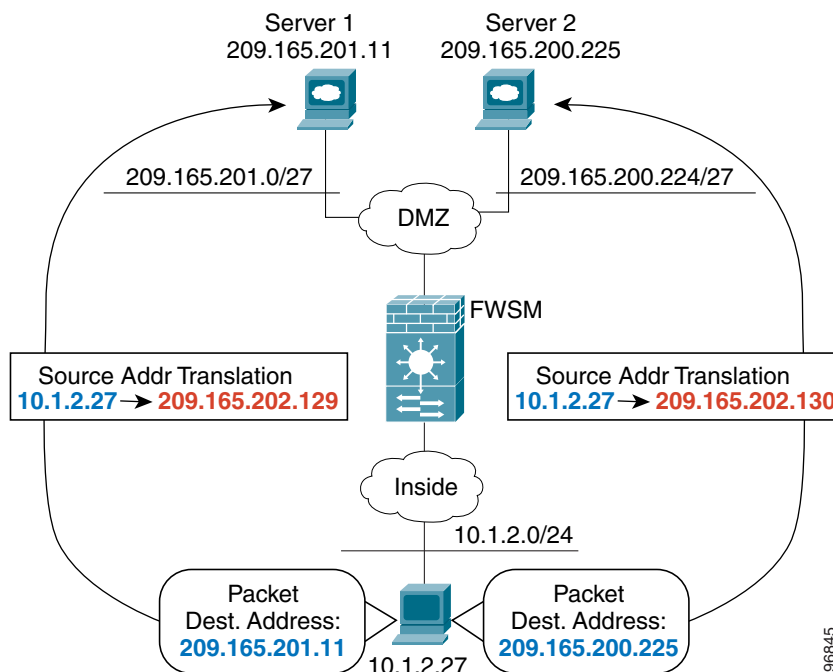 Server 1
209.165.201.11
Server 2
209.165.200.225
209.165.201.0/27
209.165.200.224/27
DMZ
FWSM
Source Addr Translation
10.1.2.27 209.165.202.129
Source Addr Translation
10.1.2.27 209.165.202.130
Inside
10.1.2.0/24
Packet
Dest. Address:
209.165.201.11
Packet
Dest. Address:
209.165.200.225
10.1.2.27